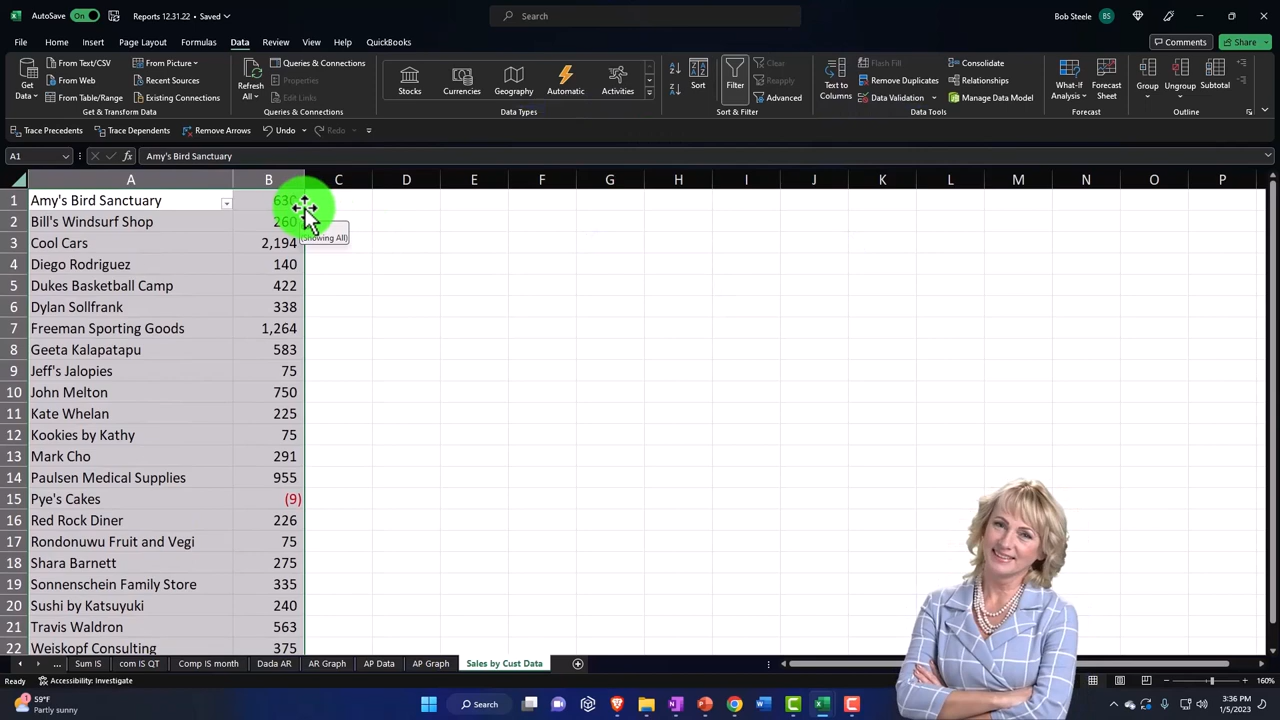 AutoSave On Reports 12.31.22 • Saved Search Bob Steele BS
File Home Insert Page Layout Formulas Data Review View Help QuickBooks Comments Share
Get Data From Text/CSV From Web From Table/Range Recent Sources Existing Connections
Get & Transform Data
Refresh All Queries & Connections Properties Edit Links
Queries & Connections
Stocks Currencies Geography Automatic Activities
Data Types
Sort Filter Clear Reapply Advanced
Sort & Filter
Text to Columns Flash Fill Remove Duplicates Data Validation Consolidate Relationships Manage Data Model
Data Tools
What-If Analysis Forecast Sheet
Forecast
Group Ungroup Subtotal
Outline
Trace Precedents Trace Dependents Remove Arrows Undo Redo
A1 fx Amy's Bird Sanctuary
A B C D E F G H I J K L M N O P
1 Amy's Bird Sanctuary 630
2 Bill's Windsurf Shop 260
(Showing All)
3 Cool Cars 2,194
4 Diego Rodriguez 140
5 Dukes Basketball Camp 422
6 Dylan Sollfrank 338
7 Freeman Sporting Goods 1,264
8 Geeta Kalapatapu 583
9 Jeff's Jalopies 75
10 John Melton 750
11 Kate Whelan 225
12 Kookies by Kathy 75
13 Mark Cho 291
14 Paulsen Medical Supplies 955
15 Pye's Cakes (9)
16 Red Rock Diner 226
17 Rondonuwu Fruit and Vegi 75
18 Shara Barnett 275
19 Sonnenschein Family Store 335
20 Sushi by Katsuyuki 240
21 Travis Waldron 563
22 Weiskopf Consulting 375
... Sum IS com IS QT Comp IS month Dada AR AR Graph AP Data AP Graph Sales by Cust Data
Ready Accessibility: Investigate 160%
59°F
Partly sunny
Search
3:36 PM
1/5/2023